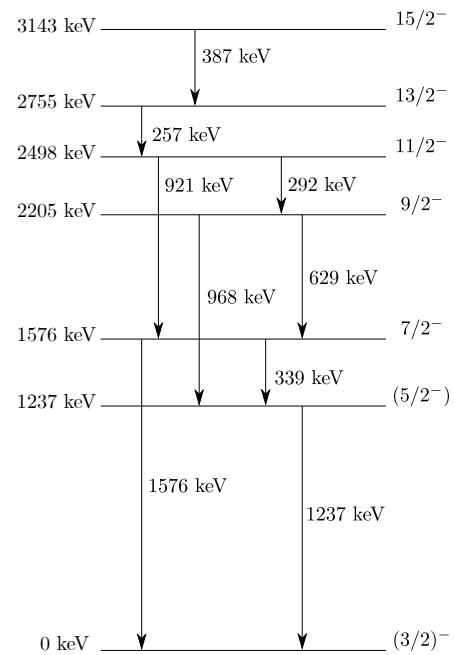 3143 keV 15/2⁻
387 keV
2755 keV 13/2⁻
257 keV
2498 keV 11/2⁻
921 keV 292 keV
2205 keV 9/2⁻
629 keV
968 keV
1576 keV 7/2⁻
339 keV
1237 keV (5/2⁻)
1576 keV
1237 keV
0 keV (3/2)⁻